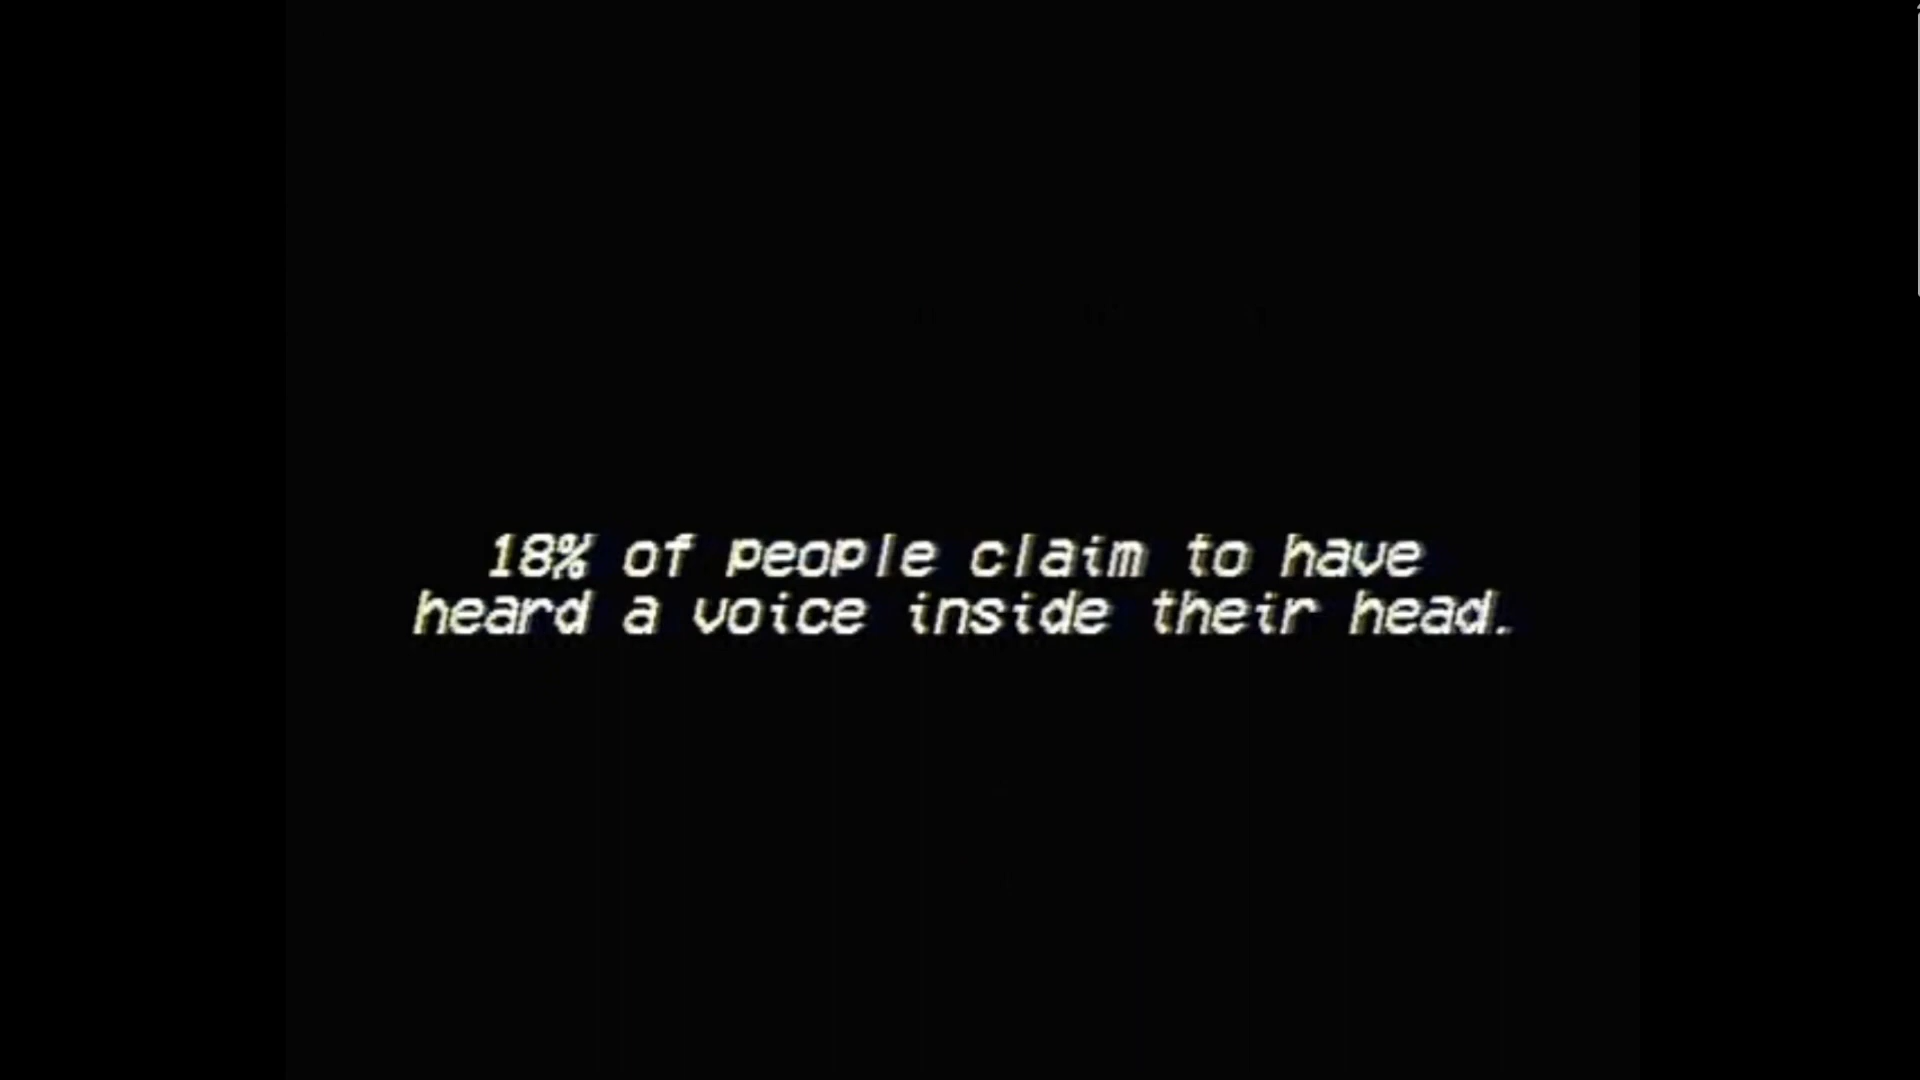 18% of people claim to have
heard a voice inside their head.